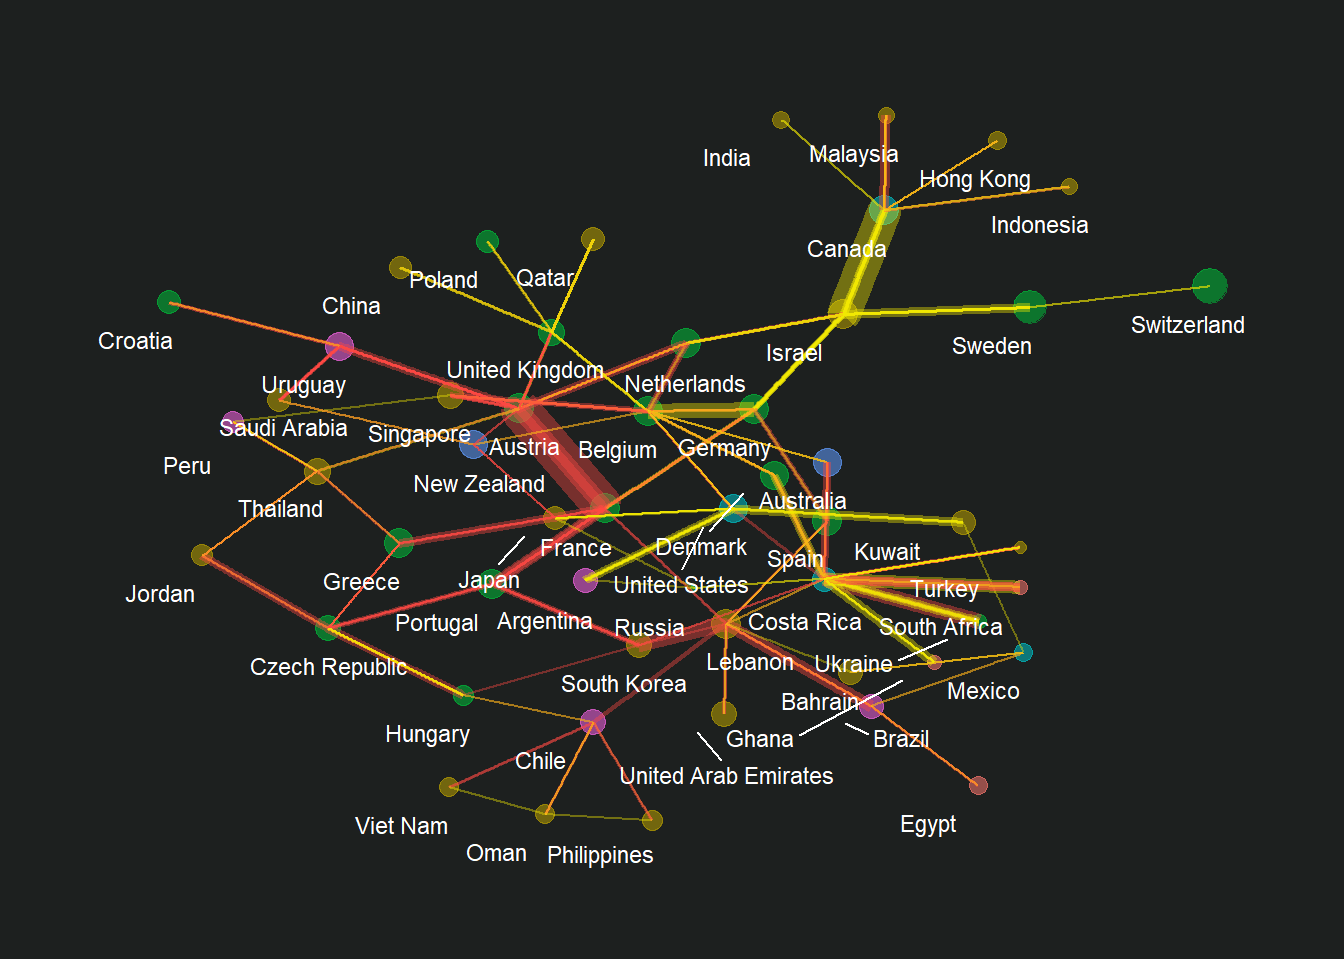 India
Malaysia
Hong Kong
Indonesia
Canada
Poland
Qatar
China
Switzerland
Croatia
Sweden
Israel
United Kingdom
Uruguay
Netherlands
Saudi Arabia
Singapore
Austria
Belgium
Germany
Peru
New Zealand
Australia
Thailand
France
Denmark
Spain
Kuwait
Greece
Japan
United States
Turkey
Jordan
Portugal
Argentina
Russia
Costa Rica
South Africa
Czech Republic
Lebanon
Ukraine
South Korea
Mexico
Bahrain
Hungary
Ghana
Brazil
Chile
United Arab Emirates
Viet Nam
Egypt
Oman
Philippines